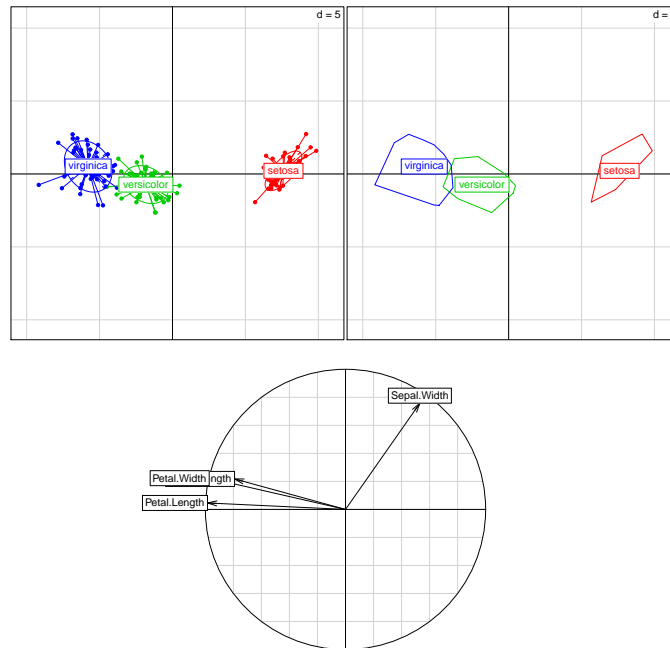 d = 5
d =
virginica
versicolor
setosa
virginica
versicolor
setosa
Sepal.Width
Petal.Width
ngth
Petal.Length